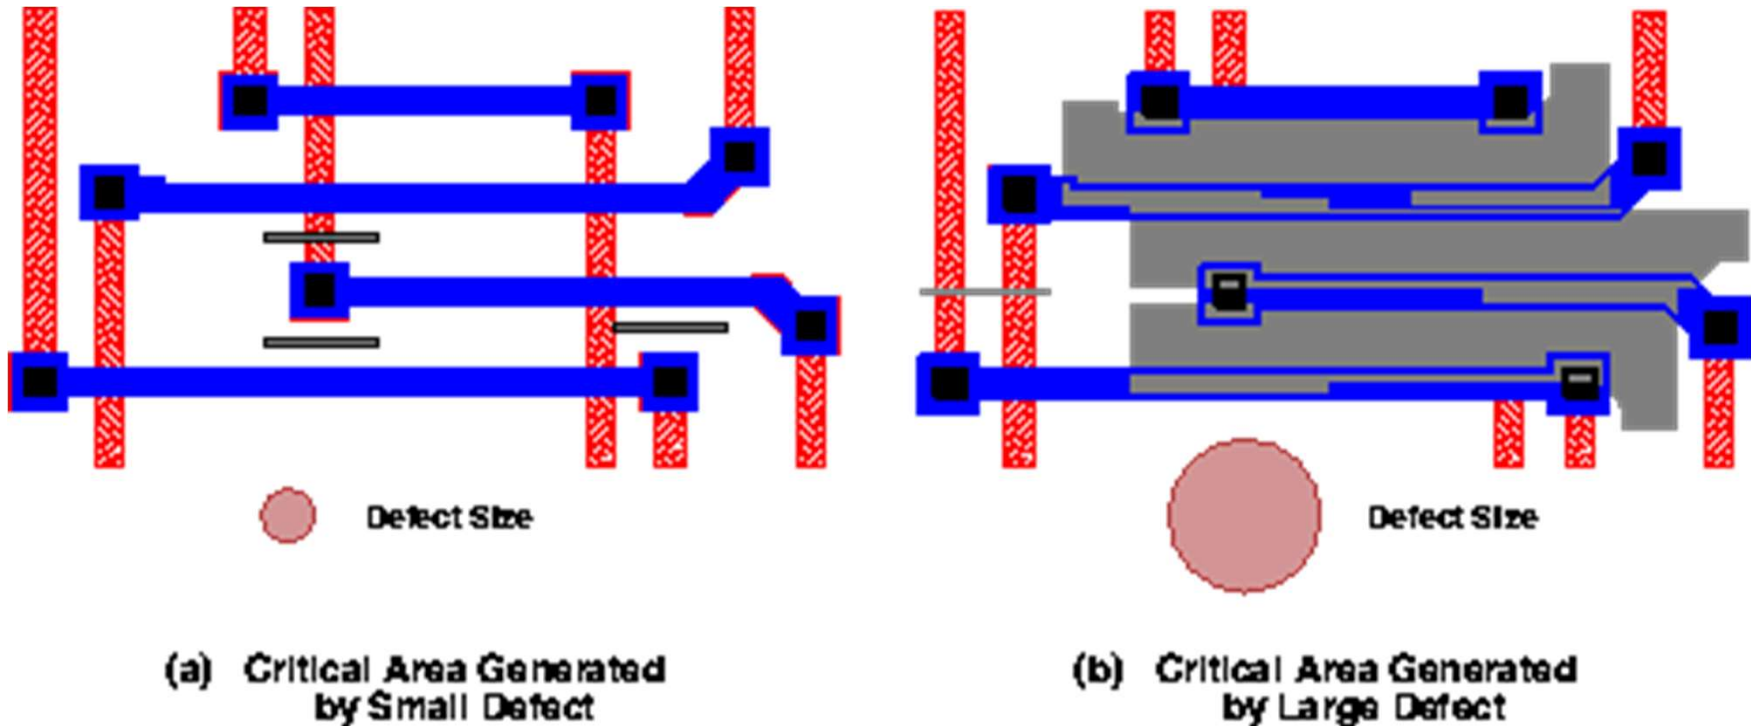 Defect Size
Defect Size
(a) Critical Area Generated
by Small Defect
(b) Critical Area Generated
by Large Defect